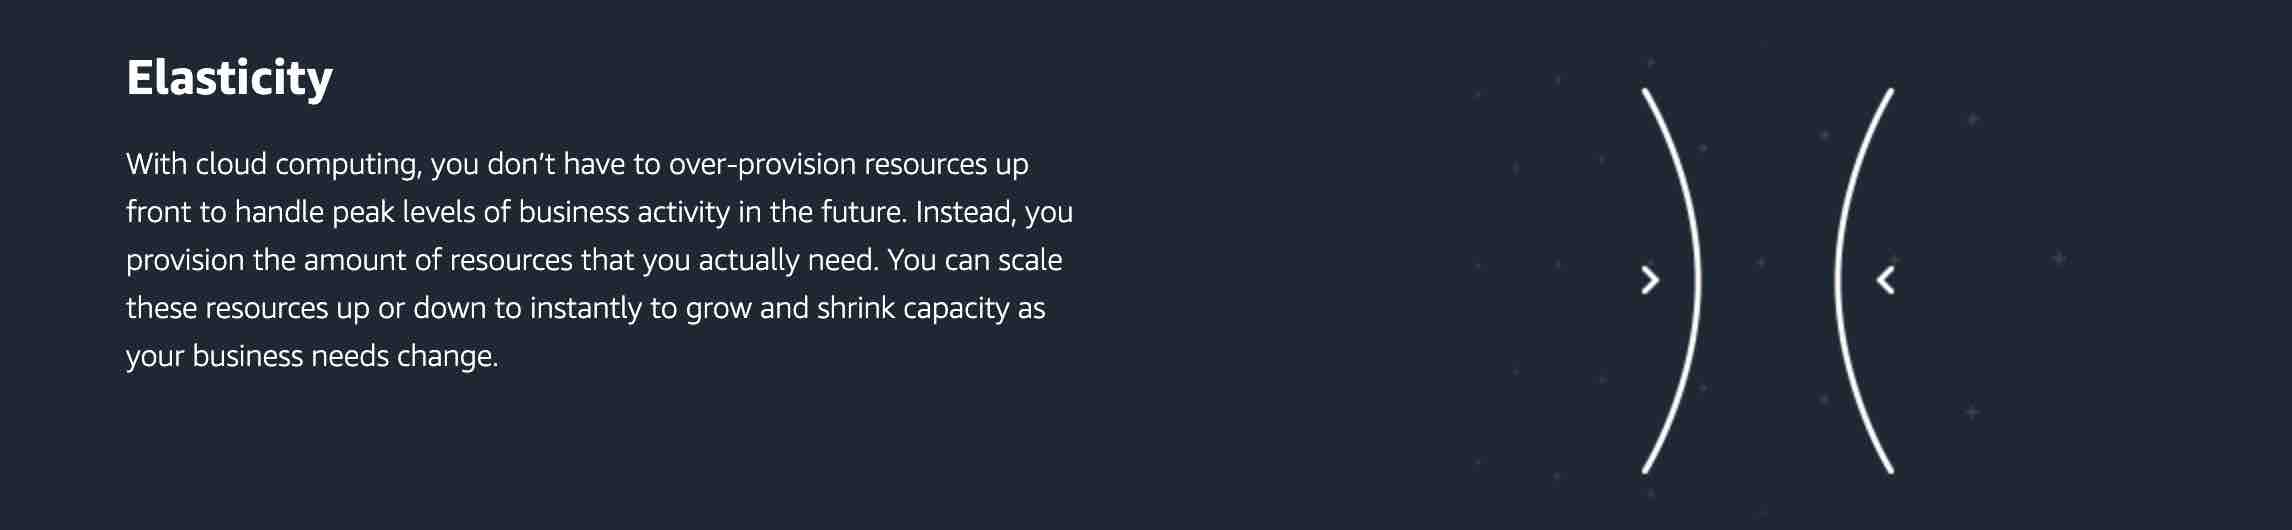 Elasticity
With cloud computing, you don’t have to over-provision resources up
front to handle peak levels of business activity in the future. Instead, you
provision the amount of resources that you actually need. You can scale
these resources up or down to instantly to grow and shrink capacity as
your business needs change.